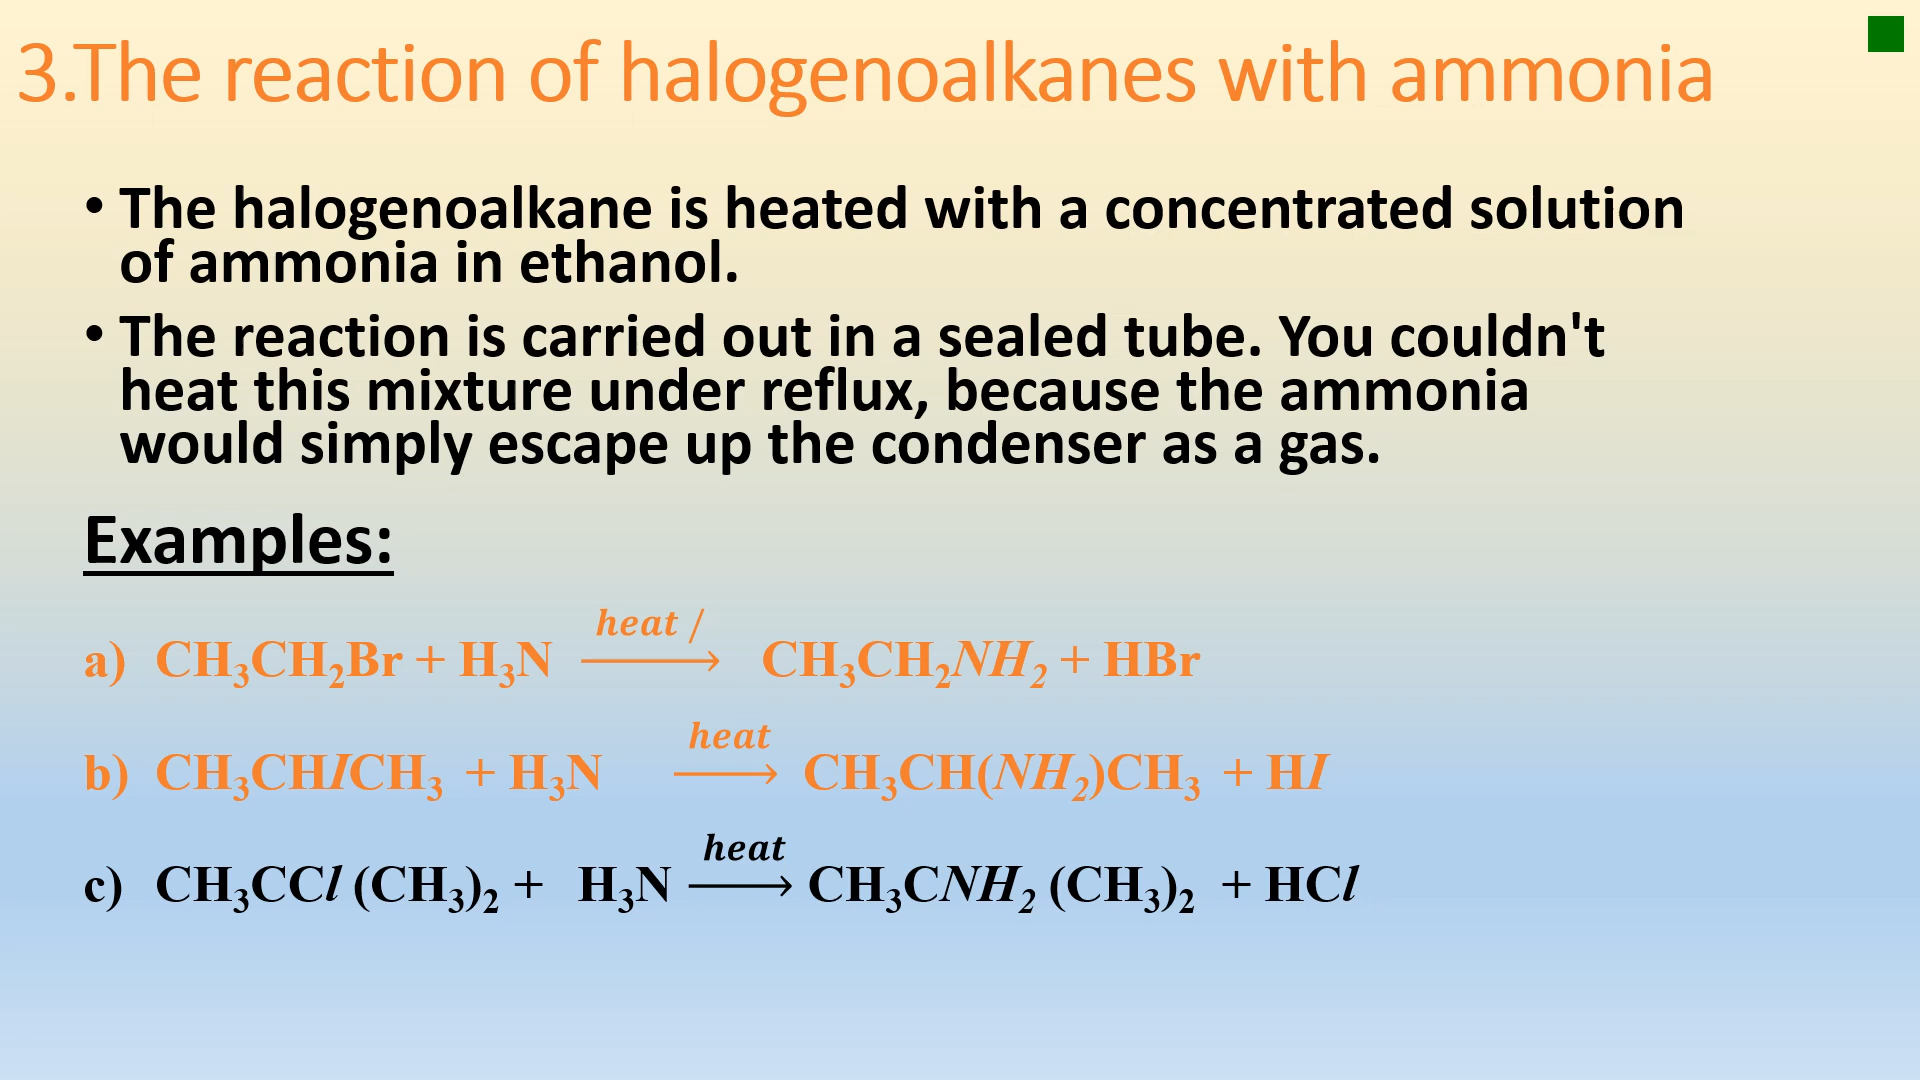 3.The reaction of halogenoalkanes with ammonia
• The halogenoalkane is heated with a concentrated solution
of ammonia in ethanol.
• The reaction is carried out in a sealed tube. You couldn't
heat this mixture under reflux, because the ammonia
would simply escape up the condenser as a gas.
Examples:
a) CH₃CH₂Br + H₃N heat / ⟶ CH₃CH₂NH₂ + HBr
b) CH₃CHICH₃ + H₃N heat ⟶ CH₃CH(NH₂)CH₃ + HI
c) CH₃CCl (CH₃)₂ + H₃N heat ⟶ CH₃CNH₂ (CH₃)₂ + HCl